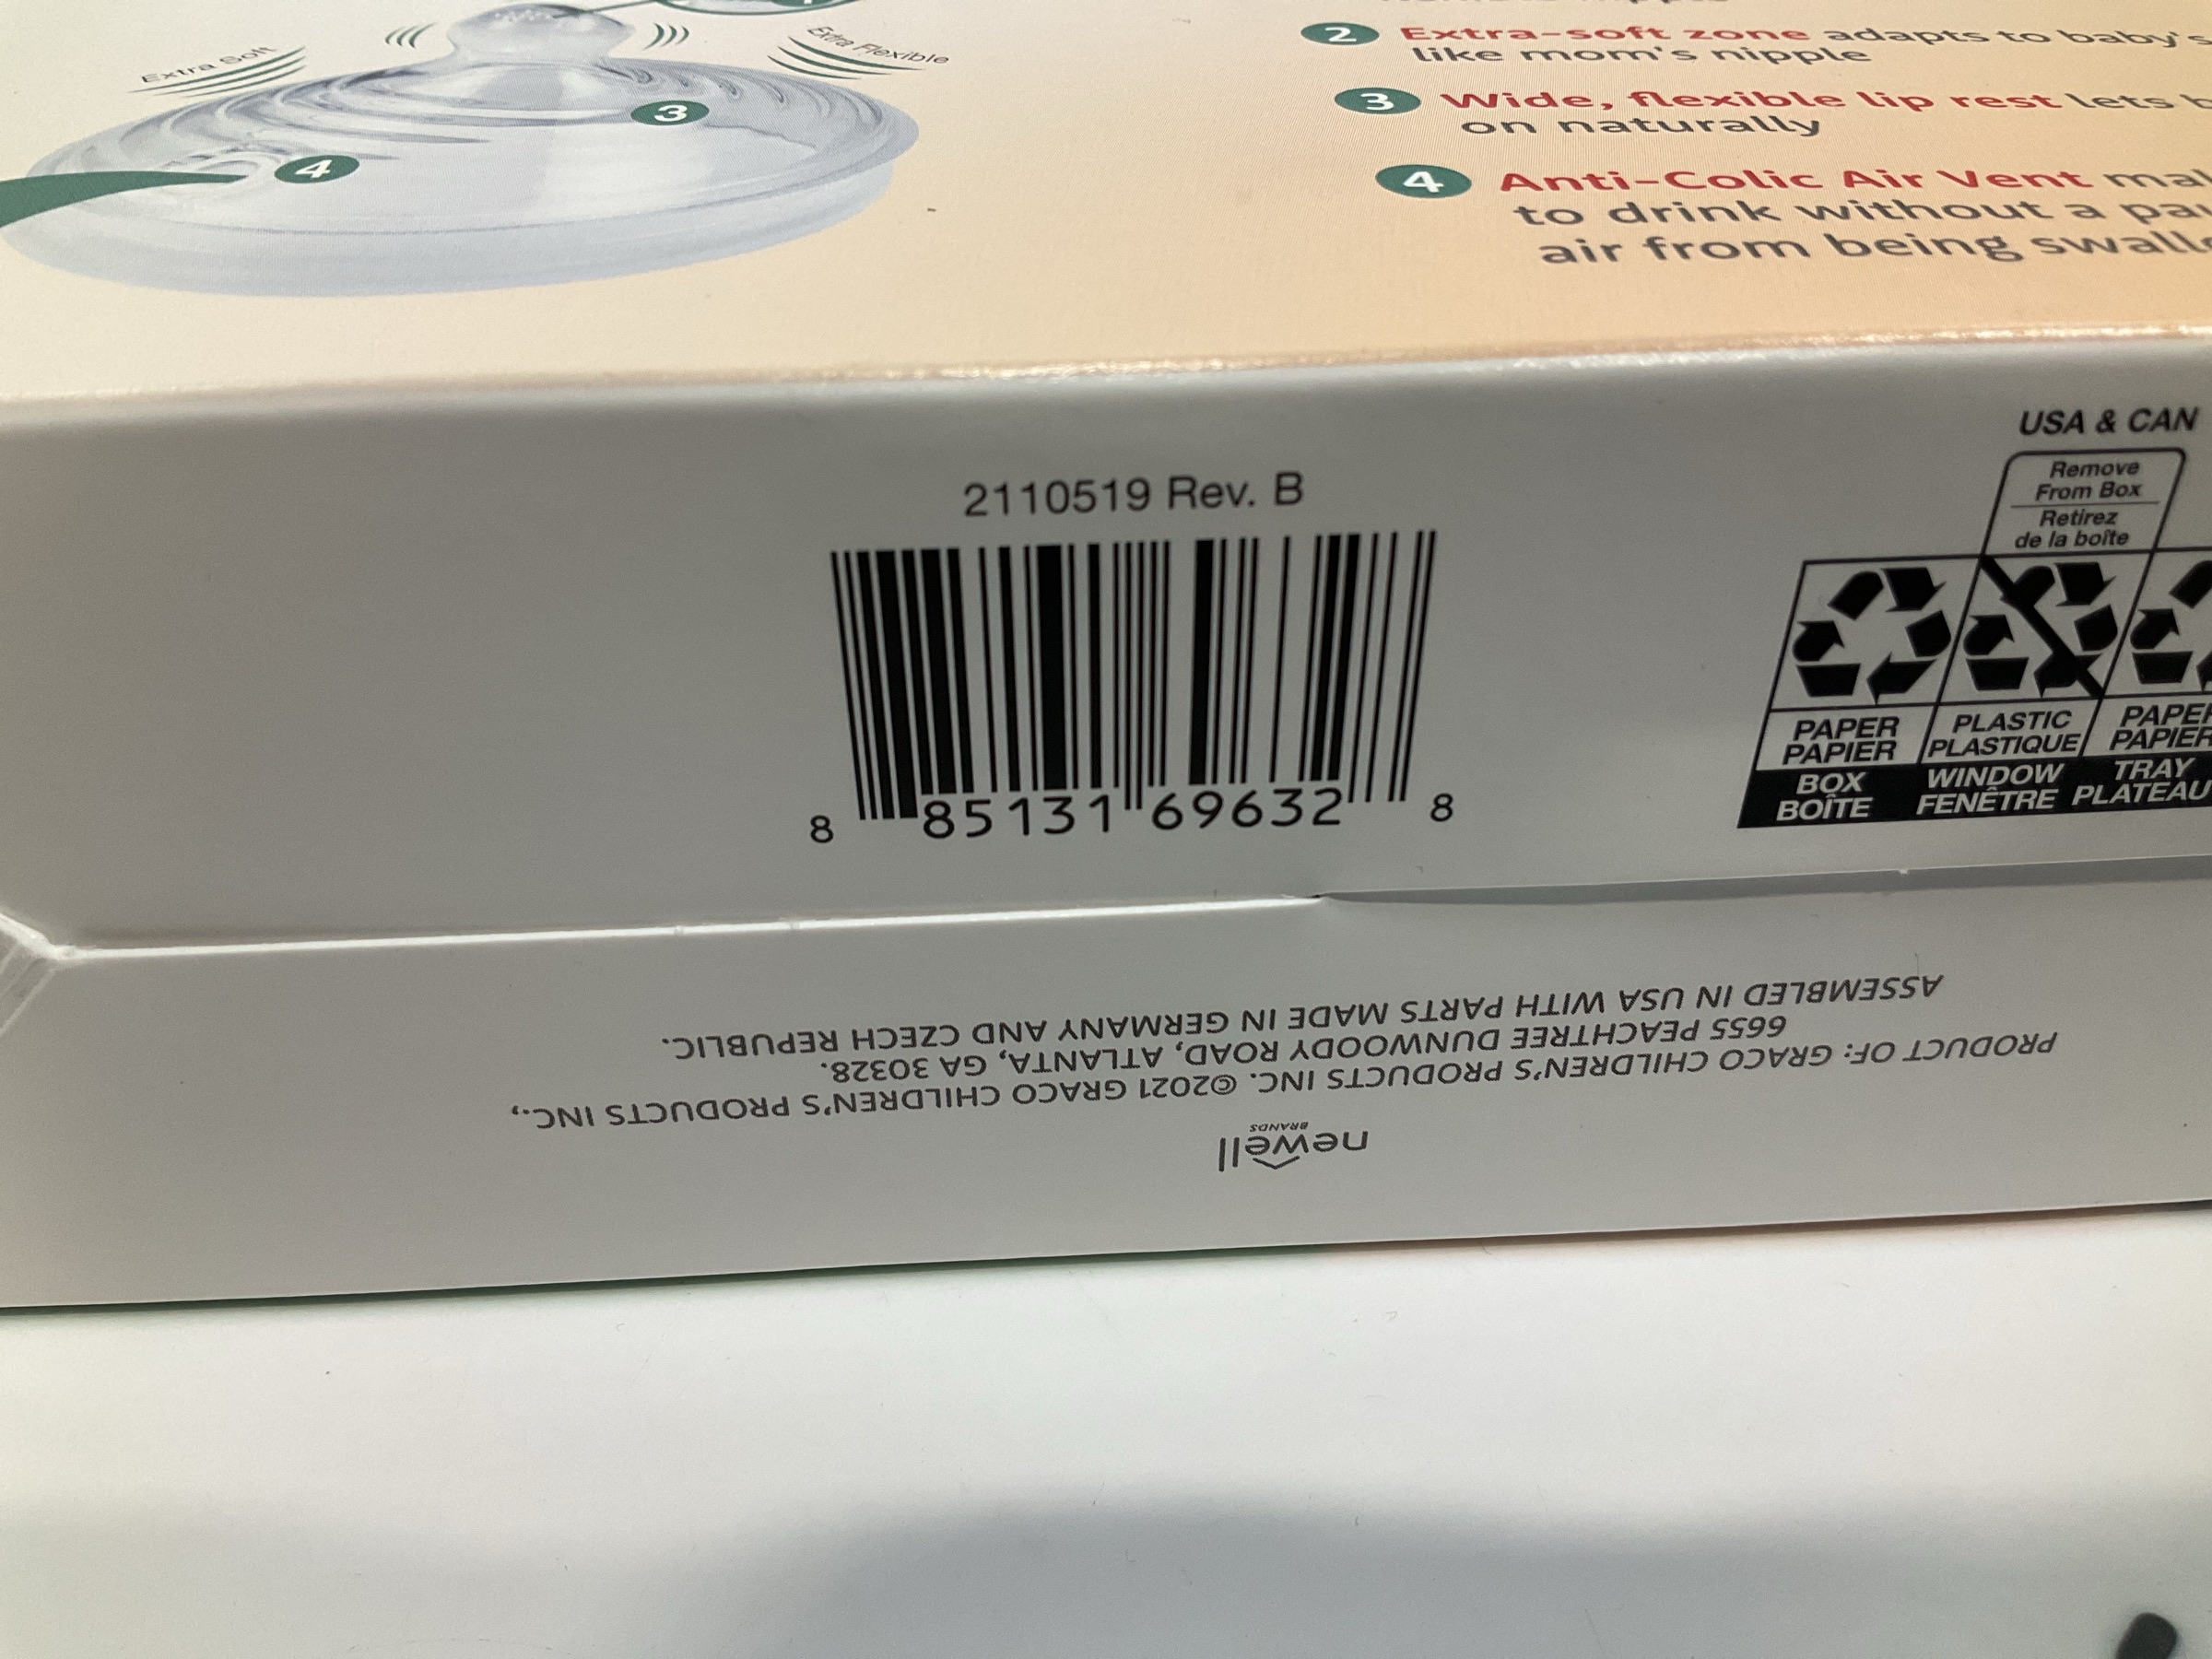 Extra Soft
Extra Flexible
3
4
2 Extra-soft zone adapts to baby's
like mom's nipple
3 Wide, flexible lip rest lets
on naturally
4 Anti-Colic Air Vent
to drink without a
air from being
2110519 Rev. B
8 85131 69632 8
USA & CAN
Remove
From Box
Retirez
de la boîte
PAPER
PAPIER
BOX
BOÎTE
PLASTIC
PLASTIQUE
WINDOW
FENÊTRE
PAPER
PAPIER
TRAY
PLATEAU
newell
BRANDS
PRODUCT OF: GRACO CHILDREN'S PRODUCTS INC. ©2021 GRACO CHILDREN'S PRODUCTS INC.,
6655 PEACHTREE DUNWOODY ROAD, ATLANTA, GA 30328.
ASSEMBLED IN USA WITH PARTS MADE IN GERMANY AND CZECH REPUBLIC.